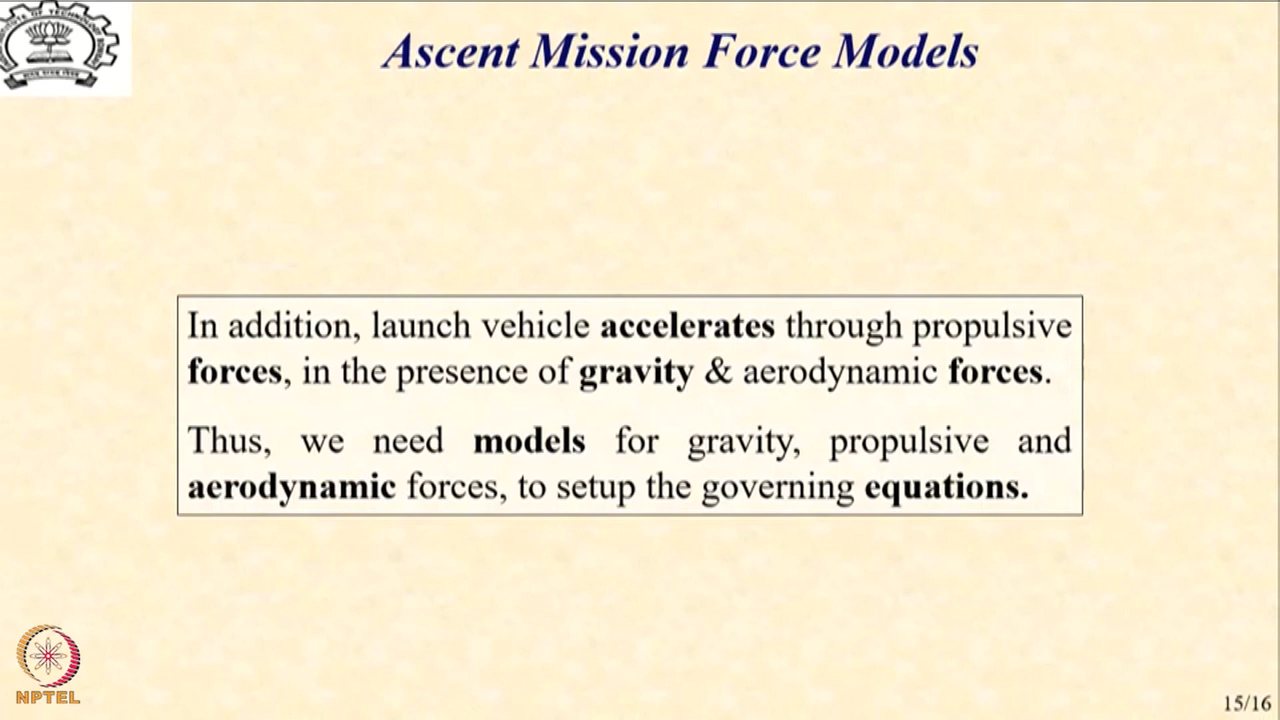 Ascent Mission Force Models
In addition, launch vehicle accelerates through propulsive
forces, in the presence of gravity & aerodynamic forces.
Thus, we need models for gravity, propulsive and
aerodynamic forces, to setup the governing equations.
NPTEL
15/16